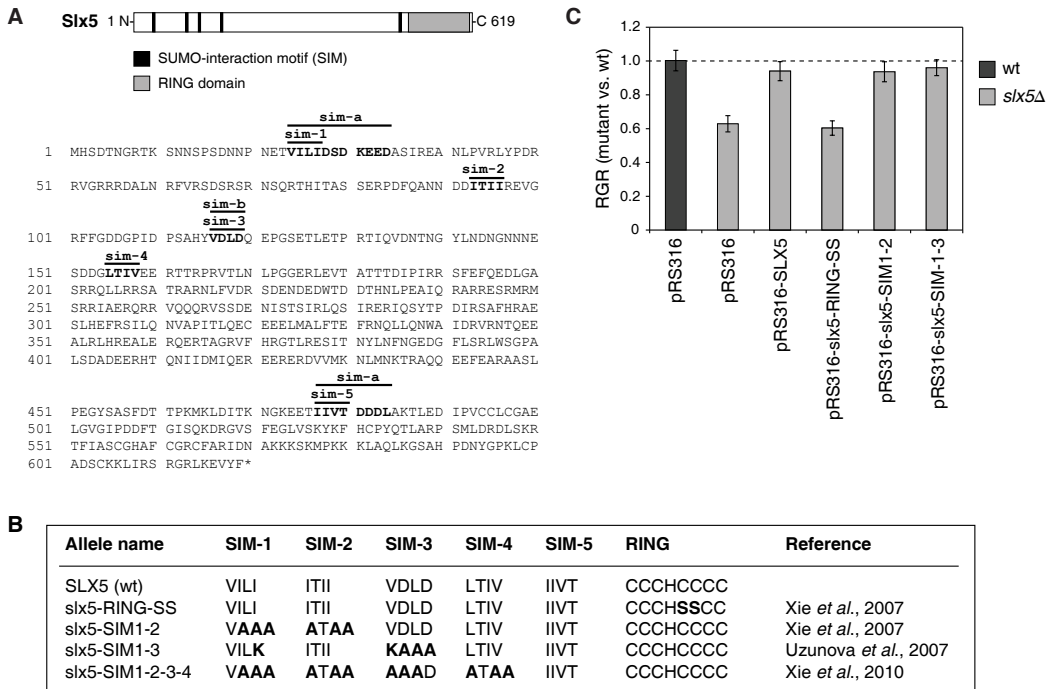 A
Slx5 1 N- -C 619
SUMO-interaction motif (SIM)
RING domain
sim-a
sim-1
1 MHSDTNGRTK SNNSPSDNNP NETVILIDSD KEEDASIREA NLPVRLYPDR
sim-2
51 RVGRRRDALN RFVRSDSRSR NSQRTHITAS SERPDFQANN DDITIIREVG
sim-b
sim-3
101 RFFGDDGPID PSAHYVDLDQ EPGSETLETP RTIQVDNTNG YLNDNGNNNE
sim-4
151 SDDGLTIVEE RTTRPRVTLN LPGGERLEVT ATTTDIPIRR SFEFQEDLGA
201 SRRQLLRRSA TRARNLFVDR SDENDEDWTD DTHNLPEAIQ RARRESRMRM
251 SRRIAERQRR VQQQRVSSDE NISTSIRLQS IRERIQSYTP DIRSAFHRAE
301 SLHEFRSILQ NVAPITLQEC EEELMALFTE FRNQLLQNWA IDRVRNTQEE
351 ALRLHREALE RQERTAGRVF HRGTLRESIT NYLNFNGEDG FLSRLWSGPA
401 LSDADEERHT QNIIDMIQER EEERERDVVMK NLMNKTRAQQ EEFEARAASL
sim-a
sim-5
451 PEGYSASFDT TPKMKLDITK NGKEETIIVT DDDLAKTLED IPVCCLCGAE
501 LGVGIPDDFT GISQKDRGVS FEGLVSKYKF HCPYQTLARP SMLDRDLSKR
551 TFIASCGHAF CGRCFARIDN AKKKSKMPKK KLAQLKGSAH PDNYGPKLCP
601 ADSCKKLIRS RGRLKEVYF*
C
RGR (mutant vs. wt)
1.2
1.0
0.8
0.6
0.4
0.2
0
pRS316
pRS316
pRS316-SLX5
pRS316-slx5-RING-SS
pRS316-slx5-SIM1-2
pRS316-slx5-SIM-1-3
wt
slx5Δ
B
Allele name SIM-1 SIM-2 SIM-3 SIM-4 SIM-5 RING Reference
SLX5 (wt) VILI ITII VDLD LTIV IIVT CCCHCCCC
slx5-RING-SS VILI ITII VDLD LTIV IIVT CCCHSSCC Xie et al., 2007
slx5-SIM1-2 VAAA ATAA VDLD LTIV IIVT CCCHCCCC Xie et al., 2007
slx5-SIM1-3 VILK ITII KAAA LTIV IIVT CCCHCCCC Uzunova et al., 2007
slx5-SIM1-2-3-4 VAAA ATAA AAAD ATAA IIVT CCCHCCCC Xie et al., 2010